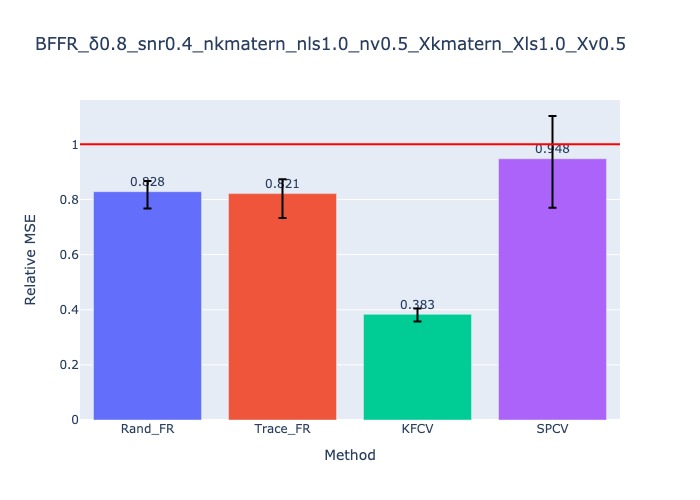 BFFR_δ0.8_snr0.4_nkmatern_nls1.0_nv0.5_Xkmatern_Xls1.0_Xv0.5
1
0.8
0.6
0.4
0.2
0
Relative MSE
0.828
0.821
0.383
0.948
Rand_FR
Trace_FR
KFCV
SPCV
Method